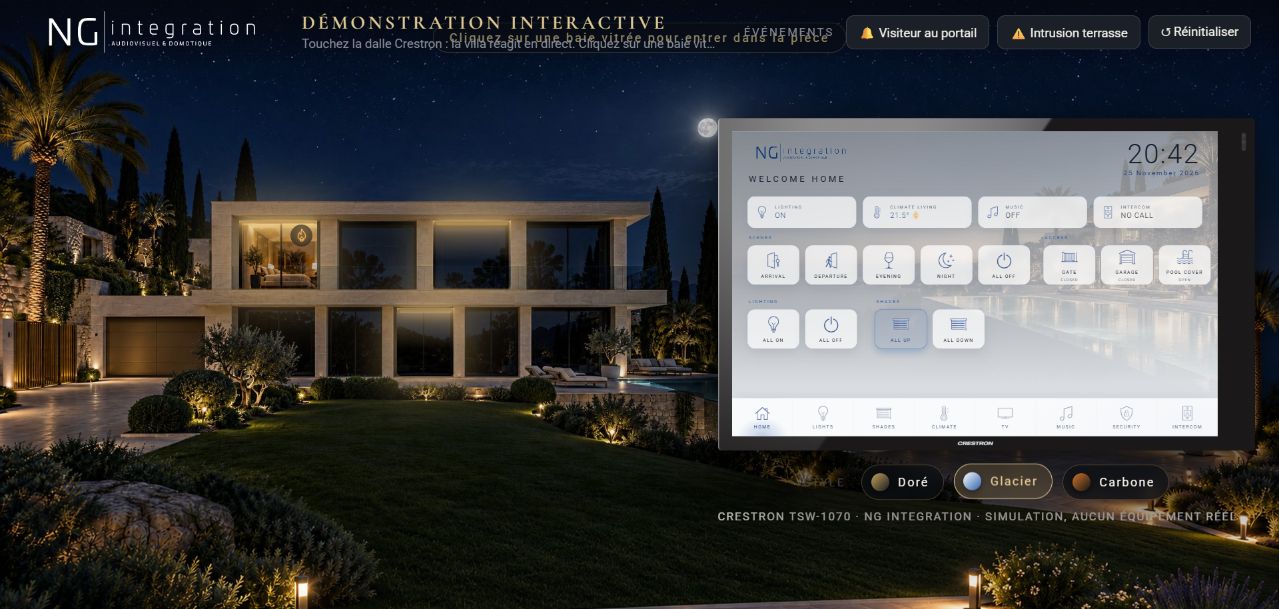 NG integration
AUDIOVISUEL & DOMOTIQUE
DÉMONSTRATION INTERACTIVE
Cliquez sur une baie vitrée pour entrer dans la pièce
Touchez la dalle Crestron : la villa réagit en direct. Cliquez sur une baie vit...
ÉVÉNEMENTS
Visiteur au portail
Intrusion terrasse
↺ Réinitialiser
NG integration
20:42
25 November 2026
WELCOME HOME
LIGHTING
ON
CLIMATE LIVING
21.5°
MUSIC
OFF
INTERCOM
NO CALL
SCENES
ACCESS
ARRIVAL
DEPARTURE
EVENING
NIGHT
ALL OFF
GATE
CLOSED
GARAGE
CLOSED
POOL COVER
OPEN
LIGHTING
SHADES
ALL ON
ALL OFF
ALL UP
ALL DOWN
HOME
LIGHTS
SHADES
CLIMATE
TV
MUSIC
SECURITY
INTERCOM
CRESTRON
Doré
Glacier
Carbone
CRESTRON TSW-1070 · NG INTEGRATION · SIMULATION, AUCUN ÉQUIPEMENT RÉEL